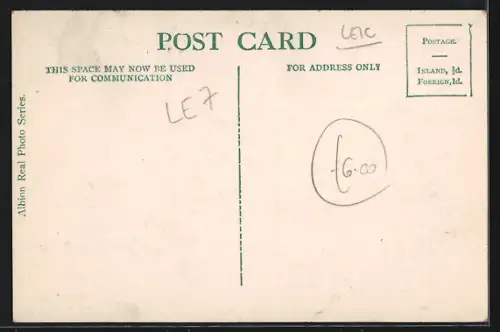 POST CARD
LEIC
POSTAGE.
INLAND, ½d.
FOREIGN, 1d.
THIS SPACE MAY NOW BE USED
FOR COMMUNICATION
FOR ADDRESS ONLY
LE7
£6.00
Albion Real Photo Series.